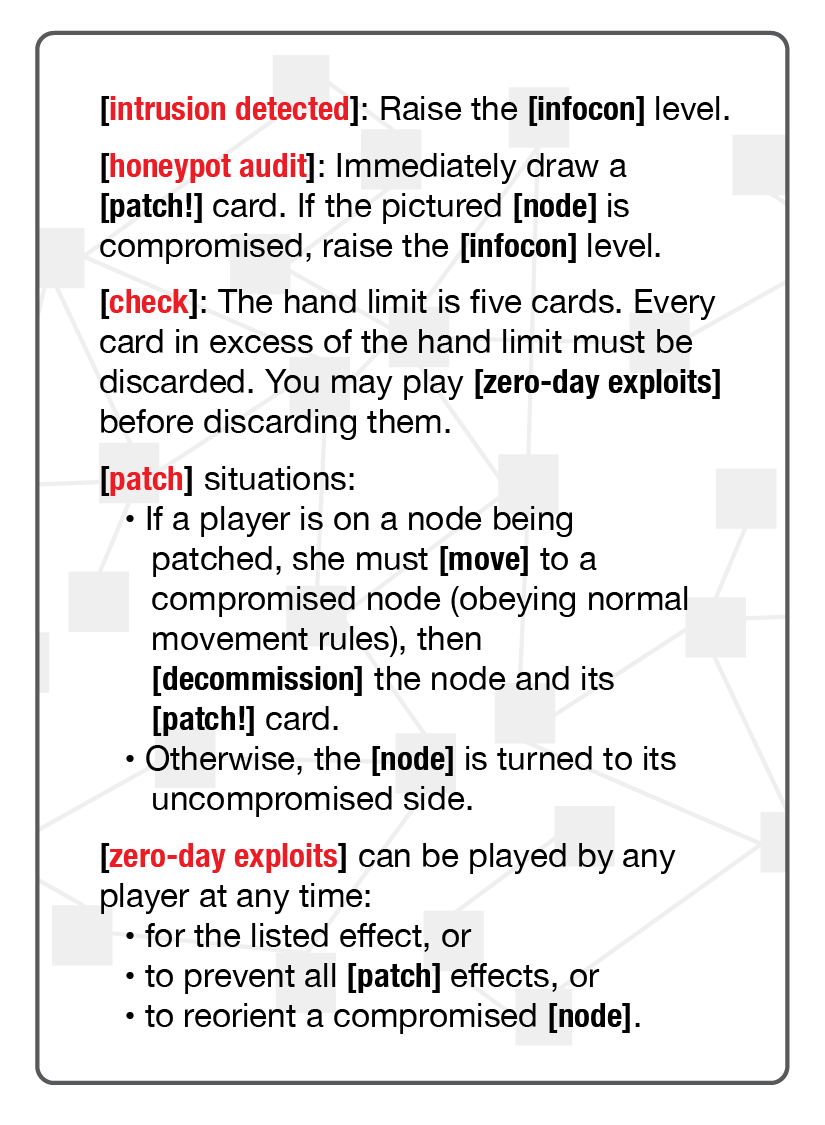 [intrusion detected]: Raise the [infocon] level.
[honeypot audit]: Immediately draw a
[patch!] card. If the pictured [node] is
compromised, raise the [infocon] level.
[check]: The hand limit is five cards. Every
card in excess of the hand limit must be
discarded. You may play [zero-day exploits]
before discarding them.
[patch] situations:
• If a player is on a node being
patched, she must [move] to a
compromised node (obeying normal
movement rules), then
[decommission] the node and its
[patch!] card.
• Otherwise, the [node] is turned to its
uncompromised side.
[zero-day exploits] can be played by any
player at any time:
• for the listed effect, or
• to prevent all [patch] effects, or
• to reorient a compromised [node].